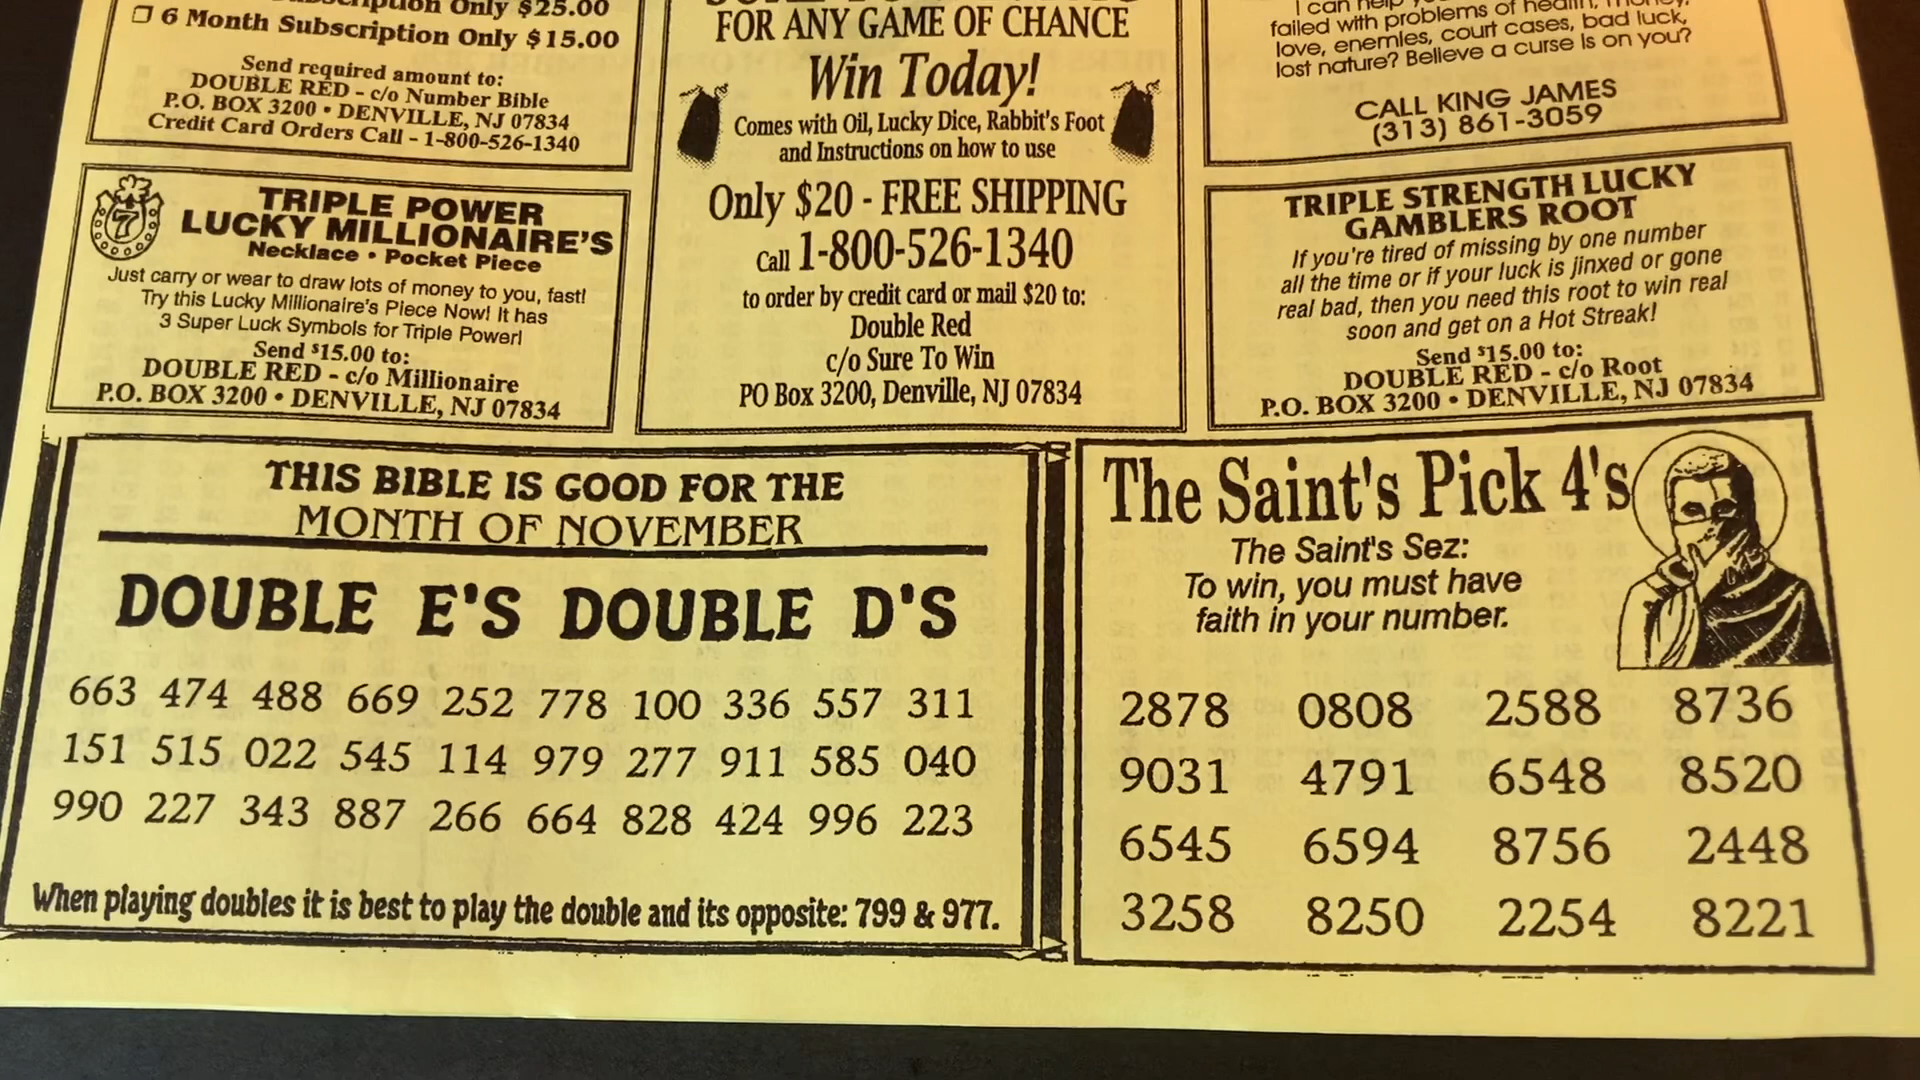 Only $25.00
❒ 6 Month Subscription Only $15.00
Send required amount to:
DOUBLE RED - c/o Number Bible
P.O. BOX 3200 • DENVILLE, NJ 07834
Credit Card Orders Call - 1-800-526-1340
7
TRIPLE POWER
LUCKY MILLIONAIRE'S
Necklace • Pocket Piece
Just carry or wear to draw lots of money to you, fast!
Try this Lucky Millionaire's Piece Now! It has
3 Super Luck Symbols for Triple Power!
Send $15.00 to:
DOUBLE RED - c/o Millionaire
P.O. BOX 3200 • DENVILLE, NJ 07834
FOR ANY GAME OF CHANCE
Win Today!
Comes with Oil, Lucky Dice, Rabbit's Foot
and Instructions on how to use
Only $20 - FREE SHIPPING
Call 1-800-526-1340
to order by credit card or mail $20 to:
Double Red
c/o Sure To Win
PO Box 3200, Denville, NJ 07834
I can help
failed with problems of health, money,
love, enemies, court cases, bad luck,
lost nature? Believe a curse is on you?
CALL KING JAMES
(313) 861-3059
TRIPLE STRENGTH LUCKY
GAMBLERS ROOT
If you're tired of missing by one number
all the time or if your luck is jinxed or gone
real bad, then you need this root to win real
soon and get on a Hot Streak!
Send $15.00 to:
DOUBLE RED - c/o Root
P.O. BOX 3200 • DENVILLE, NJ 07834
THIS BIBLE IS GOOD FOR THE
MONTH OF NOVEMBER
DOUBLE E'S DOUBLE D'S
663 474 488 669 252 778 100 336 557 311
151 515 022 545 114 979 277 911 585 040
990 227 343 887 266 664 828 424 996 223
When playing doubles it is best to play the double and its opposite: 799 & 977.
The Saint's Pick 4's
The Saint's Sez:
To win, you must have
faith in your number.
2878 0808 2588 8736
9031 4791 6548 8520
6545 6594 8756 2448
3258 8250 2254 8221